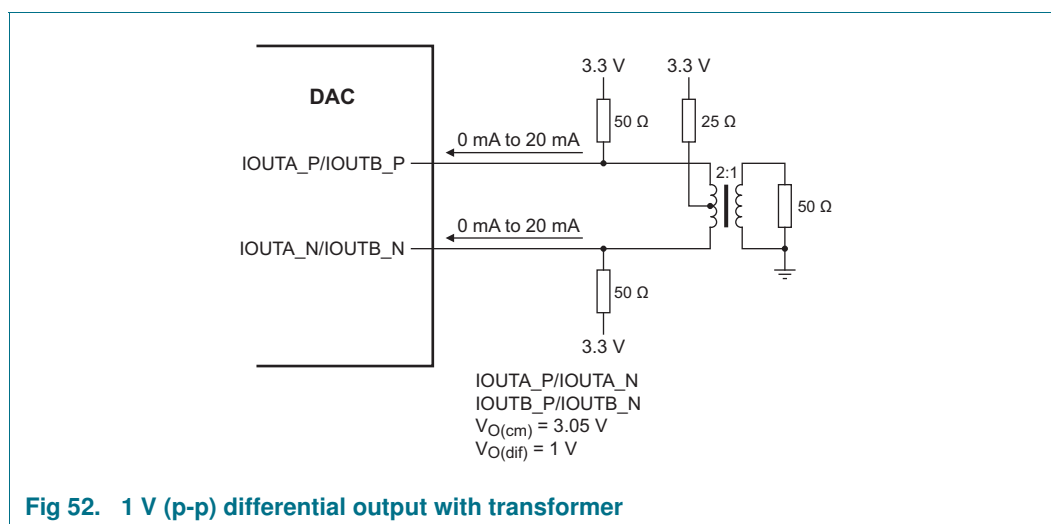 3.3 V 3.3 V
DAC
50 Ω 25 Ω
0 mA to 20 mA
IOUTA_P/IOUTB_P
2:1
50 Ω
0 mA to 20 mA
IOUTA_N/IOUTB_N
50 Ω
3.3 V
IOUTA_P/IOUTA_N
IOUTB_P/IOUTB_N
VO(cm) = 3.05 V
VO(dif) = 1 V
Fig 52. 1 V (p-p) differential output with transformer